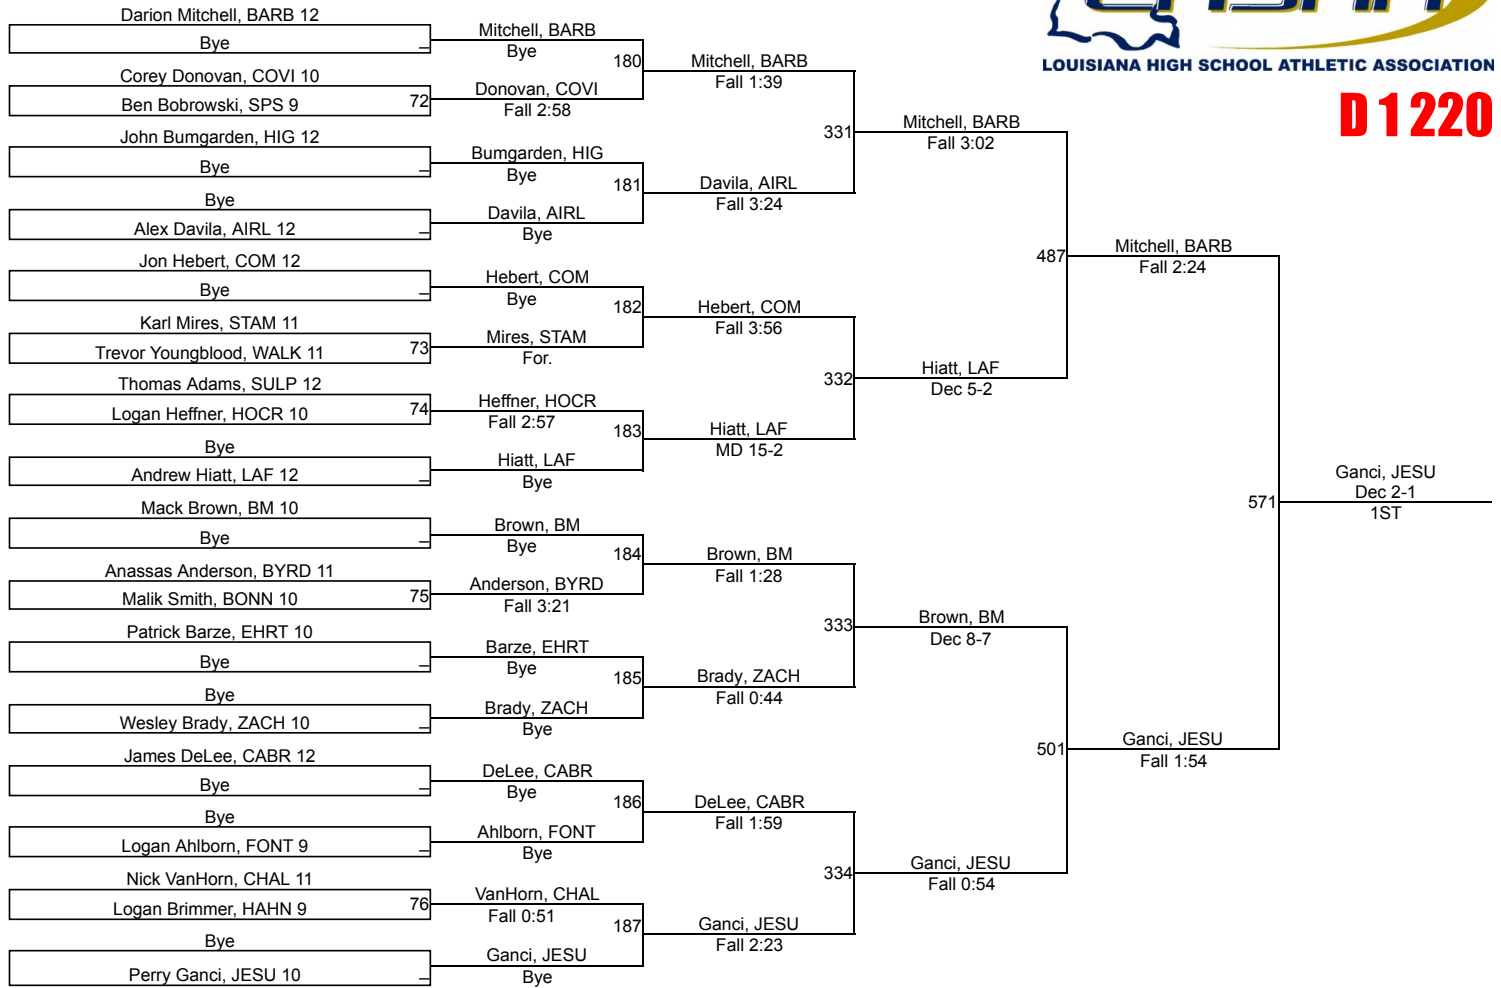 LOUISIANA HIGH SCHOOL ATHLETIC ASSOCIATION
D 1 220
Darion Mitchell, BARB 12
Bye
Corey Donovan, COVI 10
Ben Bobrowski, SPS 9
72
John Bumgarden, HIG 12
Bye
Bye
Alex Davila, AIRL 12
Jon Hebert, COM 12
Bye
Karl Mires, STAM 11
Trevor Youngblood, WALK 11
73
Thomas Adams, SULP 12
Logan Heffner, HOCR 10
74
Bye
Andrew Hiatt, LAF 12
Mack Brown, BM 10
Bye
Anassas Anderson, BYRD 11
Malik Smith, BONN 10
75
Patrick Barze, EHRT 10
Bye
Bye
Wesley Brady, ZACH 10
James DeLee, CABR 12
Bye
Bye
Logan Ahlborn, FONT 9
Nick VanHorn, CHAL 11
Logan Brimmer, HAHN 9
76
Bye
Perry Ganci, JESU 10
Mitchell, BARB
Bye
180
Donovan, COVI
Fall 2:58
Bumgarden, HIG
Bye
181
Davila, AIRL
Bye
Hebert, COM
Bye
182
Mires, STAM
For.
Heffner, HOCR
Fall 2:57
183
Hiatt, LAF
Bye
Brown, BM
Bye
184
Anderson, BYRD
Fall 3:21
Barze, EHRT
Bye
185
Brady, ZACH
Bye
DeLee, CABR
Bye
186
Ahlborn, FONT
Bye
VanHorn, CHAL
Fall 0:51
187
Ganci, JESU
Bye
Mitchell, BARB
Fall 1:39
331
Davila, AIRL
Fall 3:24
Hebert, COM
Fall 3:56
332
Hiatt, LAF
MD 15-2
Brown, BM
Fall 1:28
333
Brady, ZACH
Fall 0:44
DeLee, CABR
Fall 1:59
334
Ganci, JESU
Fall 2:23
Mitchell, BARB
Fall 3:02
487
Hiatt, LAF
Dec 5-2
Brown, BM
Dec 8-7
501
Ganci, JESU
Fall 0:54
Mitchell, BARB
Fall 2:24
571
Ganci, JESU
Fall 1:54
Ganci, JESU
Dec 2-1
1ST